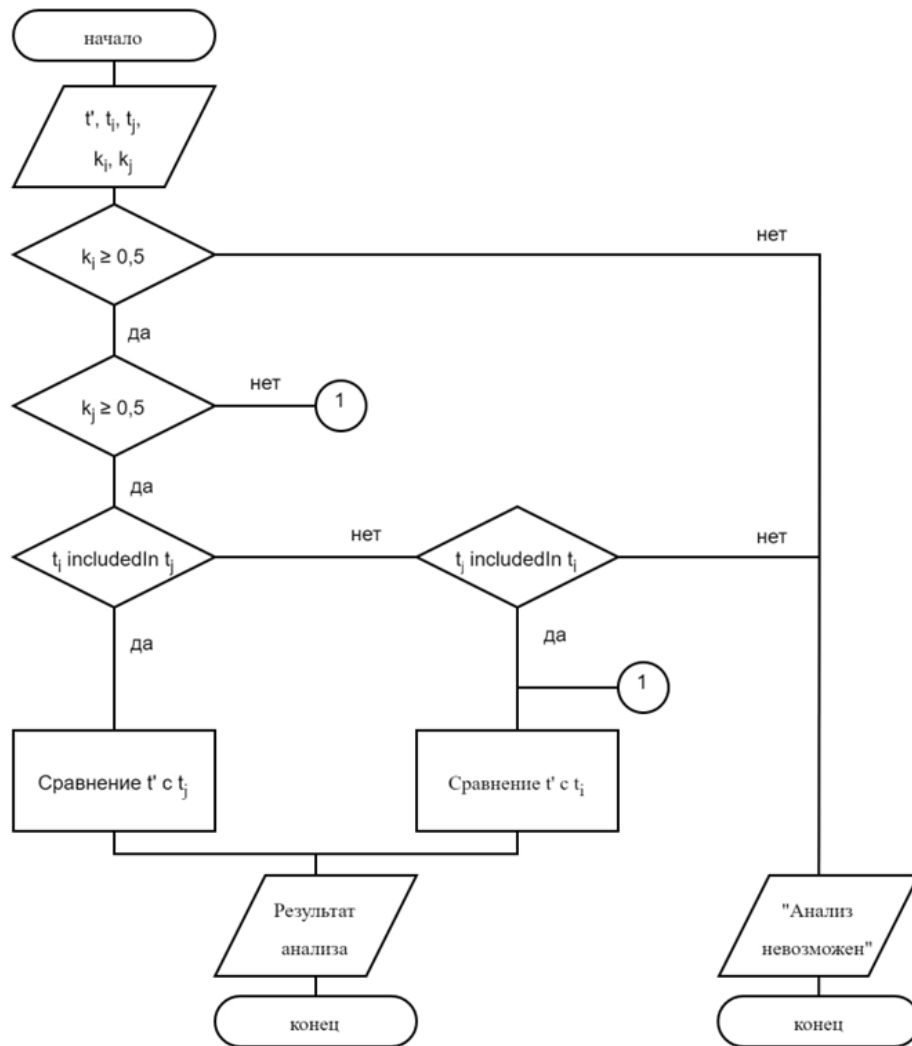 начало
t', tᵢ, tⱼ,
kᵢ, kⱼ
kᵢ ≥ 0,5
нет
да
kⱼ ≥ 0,5
нет
1
да
tᵢ includedIn tⱼ
нет
tⱼ includedIn tᵢ
нет
да
да
1
Сравнение t' с tⱼ
Сравнение t' с tᵢ
Результат
анализа
"Анализ
невозможен"
конец
конец